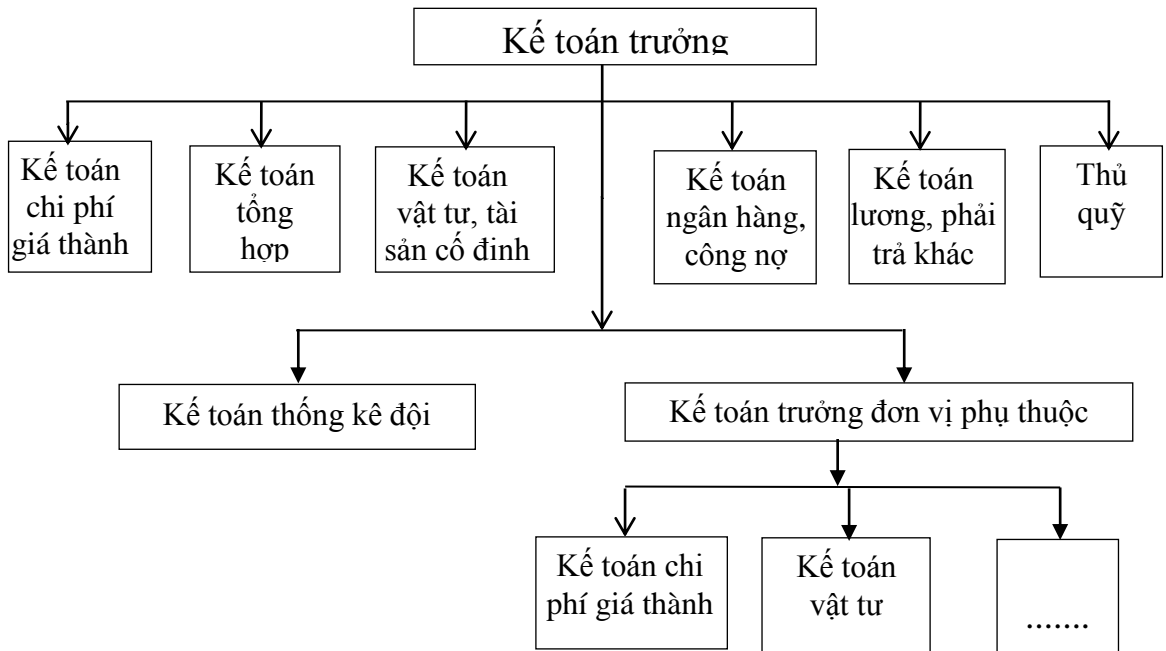 Kế toán trưởng
Kế toán
chi phí
giá thành
Kế toán
tổng
hợp
Kế toán
vật tư, tài
sản cố đinh
Kế toán
ngân hàng,
công nợ
Kế toán
lương, phải
trả khác
Thủ
quỹ
Kế toán thống kê đội
Kế toán trưởng đơn vị phụ thuộc
Kế toán chi
phí giá thành
Kế toán
vật tư
.......